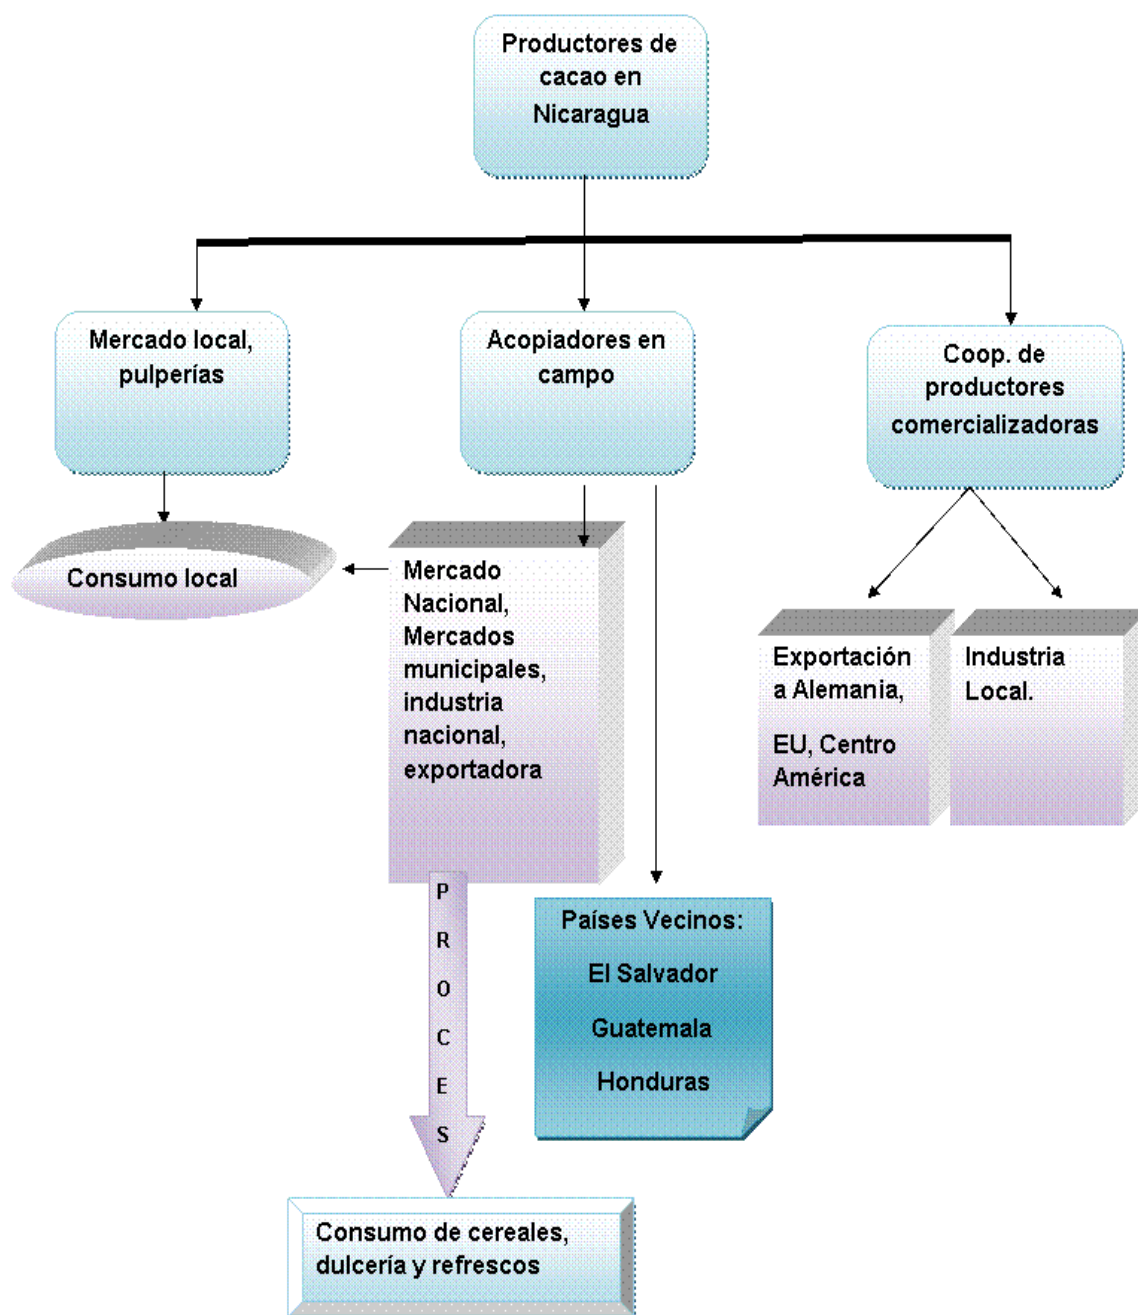 Productores de
cacao en
Nicaragua
Mercado local,
pulperías
Acopiadores en
campo
Coop. de
productores
comercializadoras
Consumo local
Mercado
Nacional,
Mercados
municipales,
industria
nacional,
exportadora
Exportación
a Alemania,
EU, Centro
América
Industria
Local.
P
R
O
C
E
S
Países Vecinos:
El Salvador
Guatemala
Honduras
Consumo de cereales,
dulcería y refrescos